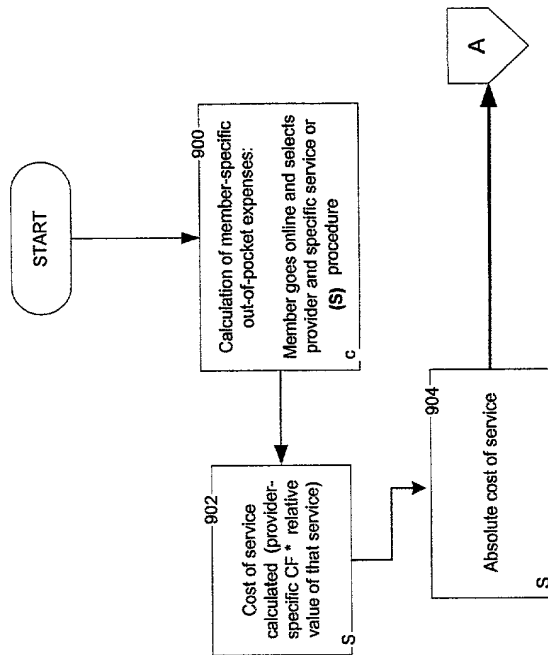 START
900
Calculation of member-specific
out-of-pocket expenses:
Member goes online and selects
provider and specific service or
(S) procedure
c
902
Cost of service
calculated (provider-
specific CF * relative
value of that service)
S
904
Absolute cost of service
S
A